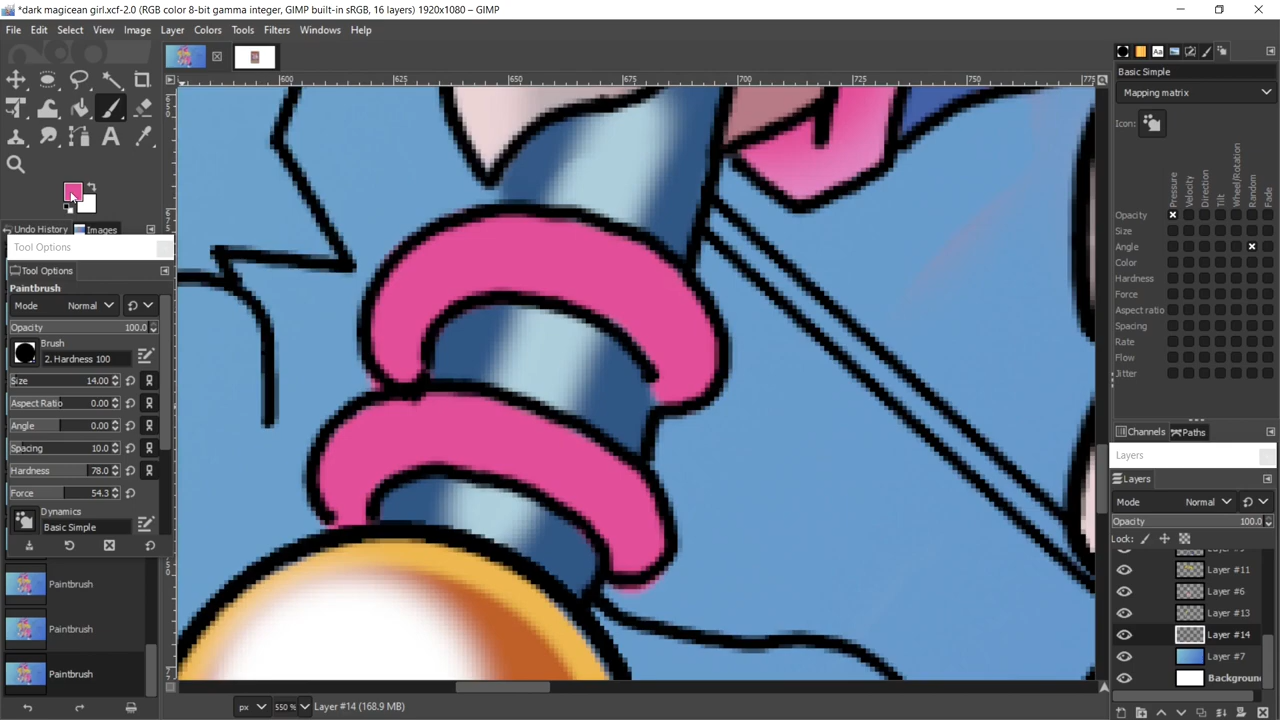 *dark magicean girl.xcf-2.0 (RGB color 8-bit gamma integer, GIMP built-in sRGB, 16 layers) 1920x1080 – GIMP
File Edit Select View Image Layer Colors Tools Filters Windows Help
600 625 650 675 700 725 750 775
Undo History Images
Tool Options
Tool Options
Paintbrush
Mode Normal
Opacity 100.0
Brush
2. Hardness 100
Size 14.00
Aspect Ratio 0.00
Angle 0.00
Spacing 10.0
Hardness 78.0
Force 54.3
Dynamics
Basic Simple
Paintbrush
Paintbrush
Paintbrush
px 550 % Layer #14 (168.9 MB)
Basic Simple
Mapping matrix
Icon:
Pressure Velocity Direction Tilt Wheel/Rotation Random Fade
Opacity
Size
Angle
Color
Hardness
Force
Aspect ratio
Spacing
Rate
Flow
Jitter
Channels Paths
Layers
Layers
Mode Normal
Opacity 100.0
Lock:
Layer #11
Layer #6
Layer #13
Layer #14
Layer #7
Background